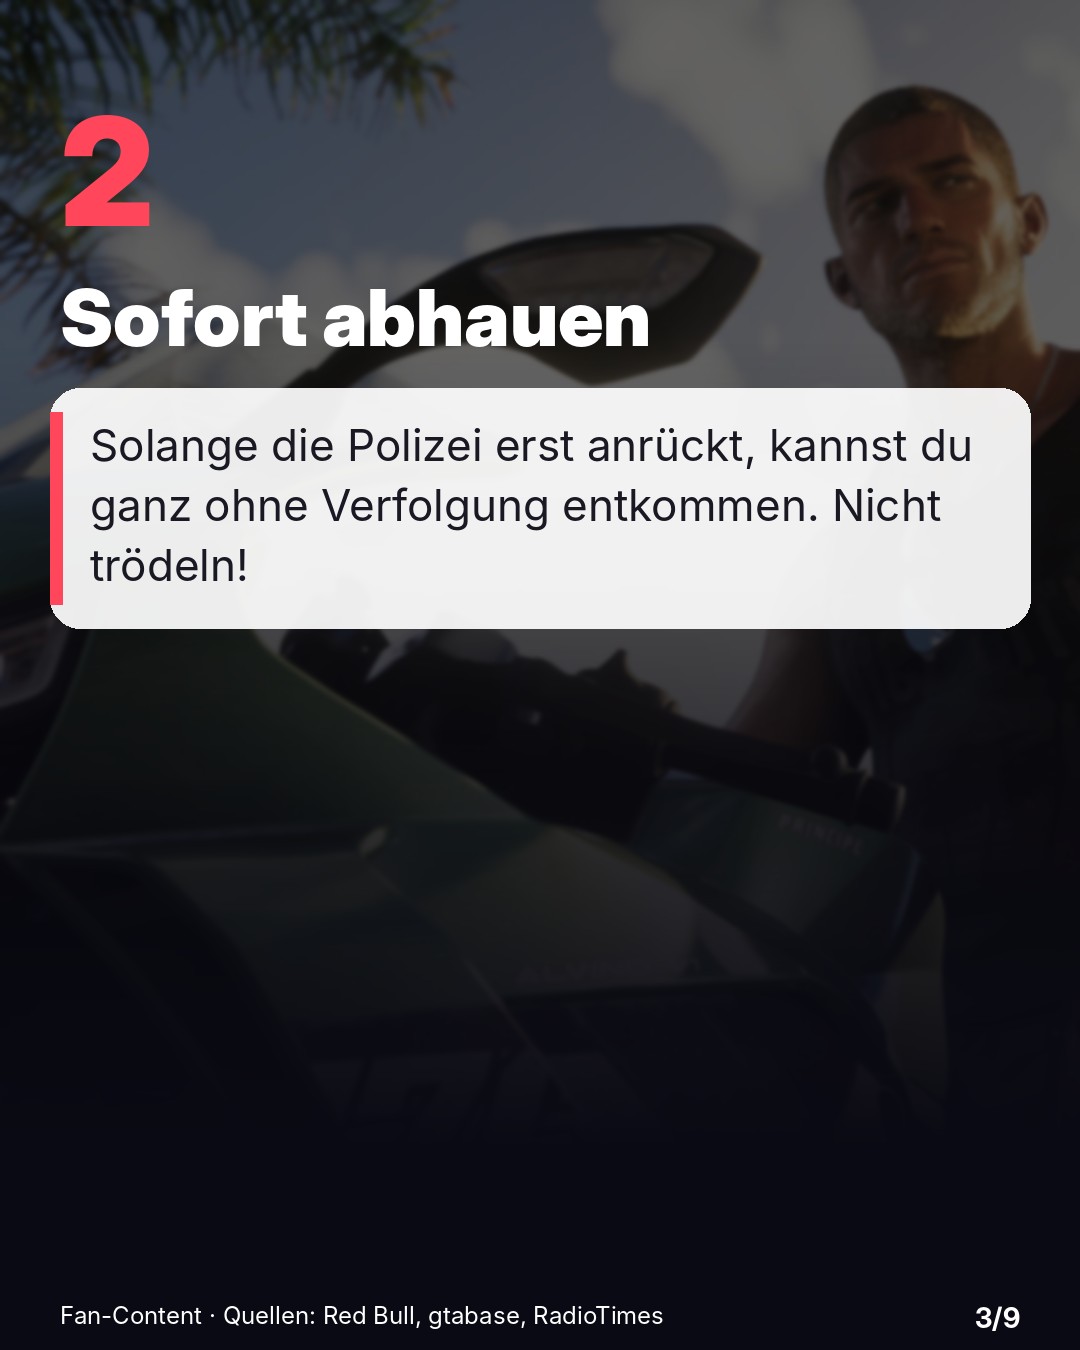 2
Sofort abhauen
Solange die Polizei erst anrückt, kannst du
ganz ohne Verfolgung entkommen. Nicht
trödeln!
Fan-Content · Quellen: Red Bull, gtabase, RadioTimes
3/9